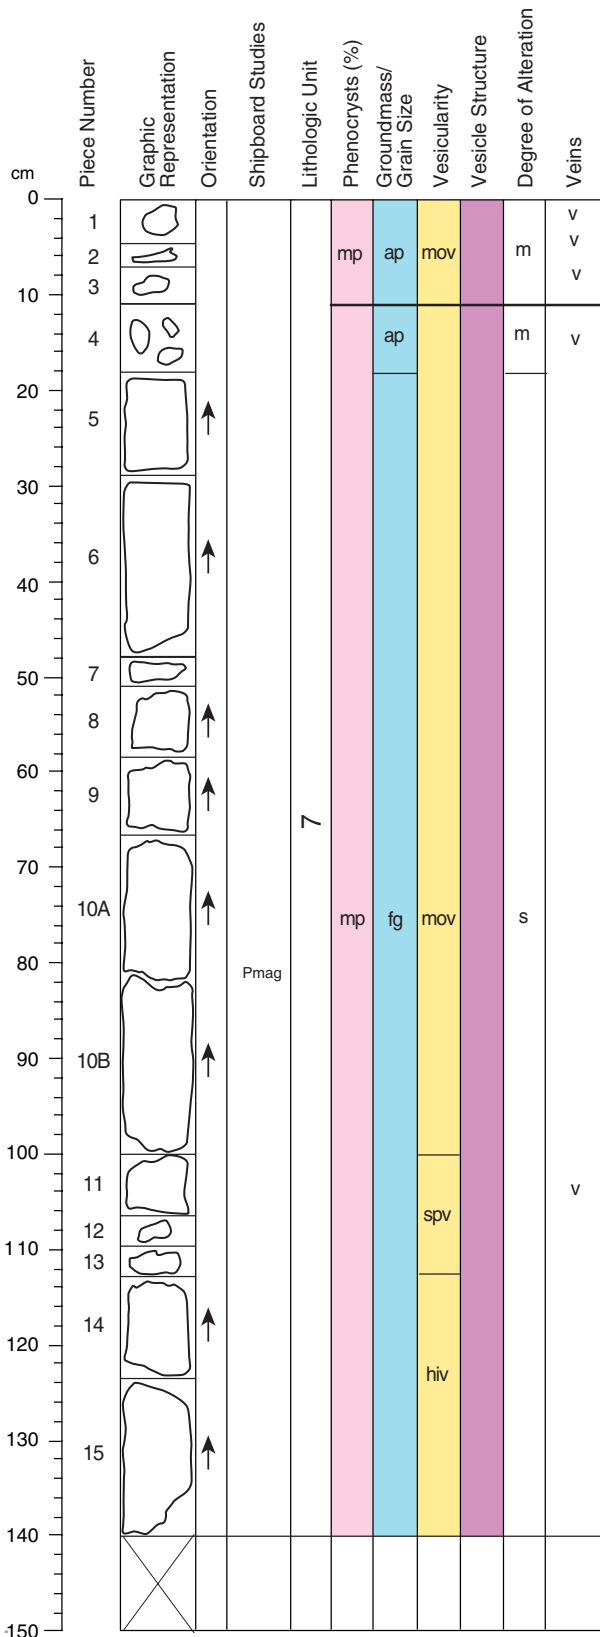 cm
Piece Number
Graphic
Representation
Orientation
Shipboard Studies
Lithologic Unit
Phenocrysts (%)
Groundmass/
Grain Size
Vesicularity
Vesicle Structure
Degree of Alteration
Veins
0
1
v
v
2
mp
ap
mov
m
v
3
10
4
ap
m
v
20
5
30
6
40
7
50
8
60
9
7
70
10A
mp
fg
mov
s
80
Pmag
90
10B
100
11
v
spv
12
110
13
14
120
hiv
130
15
140
150